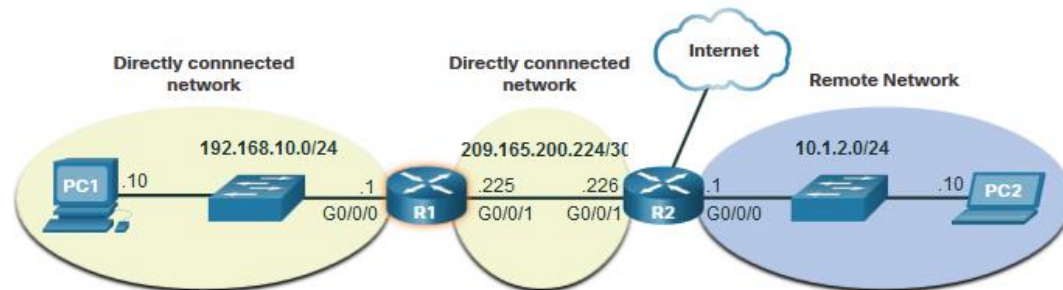 Internet
Directly connnected
network
Directly connnected
network
Remote Network
192.168.10.0/24
209.165.200.224/30
10.1.2.0/24
PC1
.10
.1
G0/0/0
R1
.225
G0/0/1
.226
G0/0/1
R2
.1
G0/0/0
.10
PC2